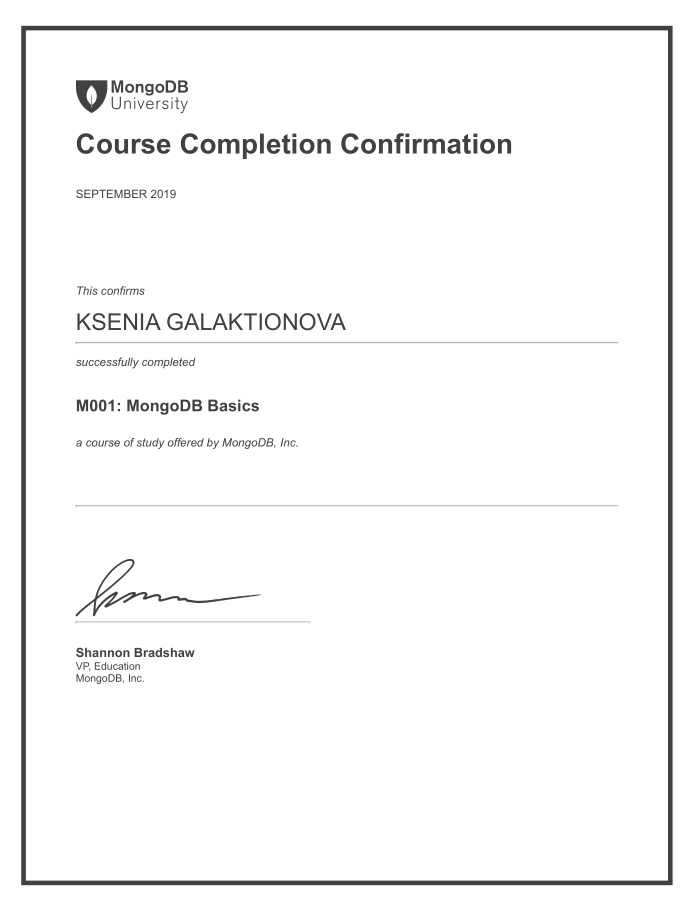 MongoDB
University
Course Completion Confirmation
SEPTEMBER 2019
This confirms
KSENIA GALAKTIONOVA
successfully completed
M001: MongoDB Basics
a course of study offered by MongoDB, Inc.
Shannon Bradshaw
VP, Education
MongoDB, Inc.